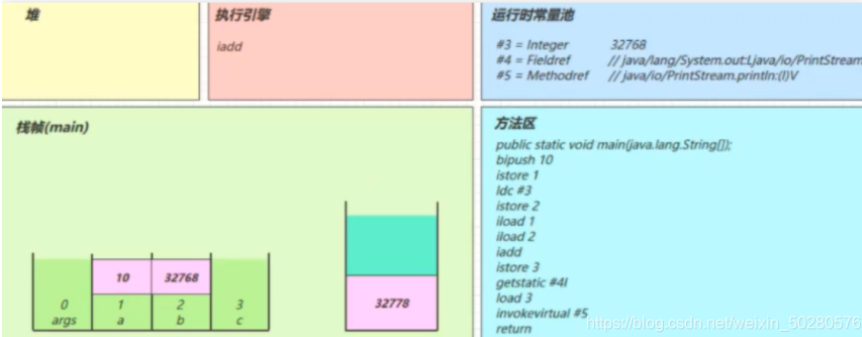 堆
执行引擎
iadd
运行时常量池
#3 = Integer 32768
#4 = Fieldref // java/lang/System.out:Ljava/io/PrintStream
#5 = Methodref // java/io/PrintStream.println:(I)V
栈帧(main)
10 32768
0 1 2 3
args a b c
32778
方法区
public static void main(java.lang.String[]);
bipush 10
istore 1
ldc #3
istore 2
iload 1
iload 2
iadd
istore 3
getstatic #4I
load 3
invokevirtual #5
return
https://blog.csdn.net/weixin_50280576